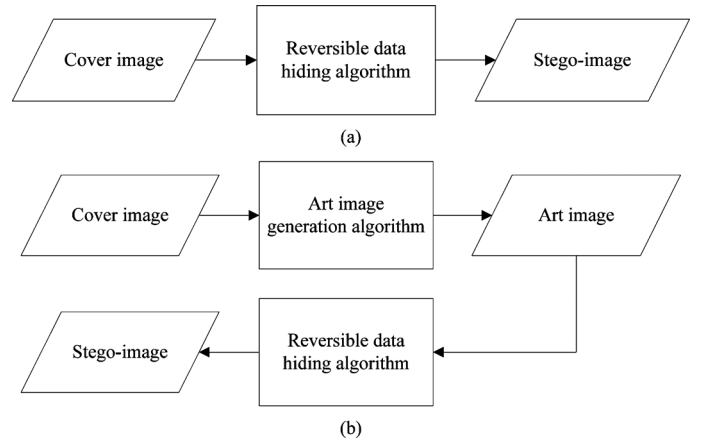 Cover image
Reversible data
hiding algorithm
Stego-image
(a)
Cover image
Art image
generation algorithm
Art image
Stego-image
Reversible data
hiding algorithm
(b)